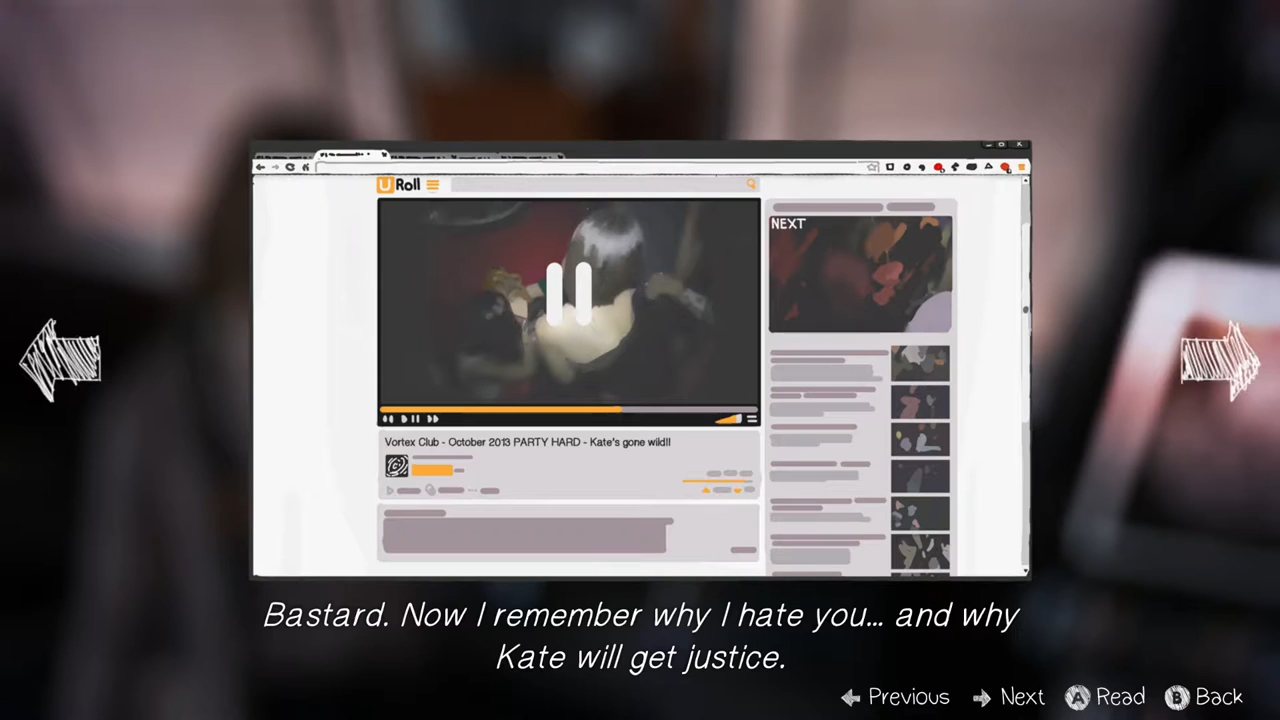 U Roll
NEXT
Vortex Club - October 2013 PARTY HARD - Kate's gone wild!!
Bastard. Now I remember why I hate you... and why
Kate will get justice.
Previous Next A Read B Back